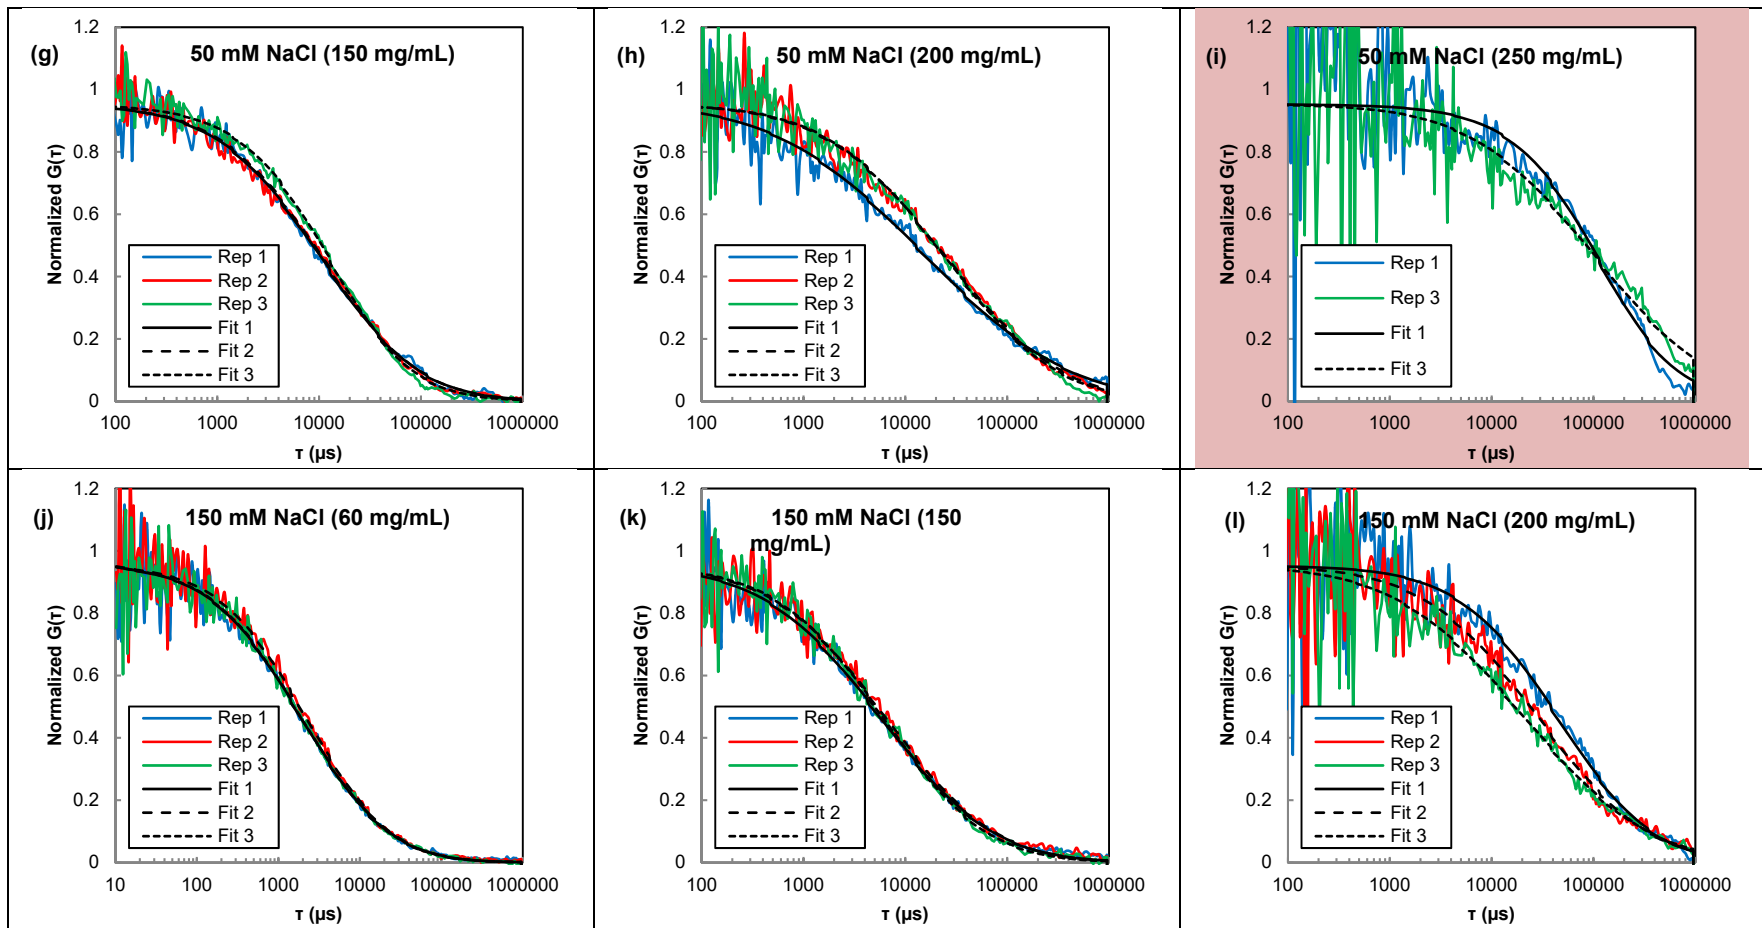 (g)
50 mM NaCl (150 mg/mL)
Normalized G(τ)
1.2
1
0.8
0.6
0.4
0.2
0
Rep 1
Rep 2
Rep 3
Fit 1
Fit 2
Fit 3
100 1000 10000 100000 1000000
τ (µs)
(h)
50 mM NaCl (200 mg/mL)
Normalized G(τ)
1.2
1
0.8
0.6
0.4
0.2
0
Rep 1
Rep 2
Rep 3
Fit 1
Fit 2
Fit 3
100 1000 10000 100000 1000000
τ (µs)
(i)
50 mM NaCl (250 mg/mL)
Normalized G(τ)
1.2
1
0.8
0.6
0.4
0.2
0
Rep 1
Rep 3
Fit 1
Fit 3
100 1000 10000 100000 1000000
τ (µs)
(j)
150 mM NaCl (60 mg/mL)
Normalized G(τ)
1.2
1
0.8
0.6
0.4
0.2
0
Rep 1
Rep 2
Rep 3
Fit 1
Fit 2
Fit 3
10 100 1000 10000 100000 1000000
τ (µs)
(k)
150 mM NaCl (150
mg/mL)
Normalized G(τ)
1.2
1
0.8
0.6
0.4
0.2
0
Rep 1
Rep 2
Rep 3
Fit 1
Fit 2
Fit 3
100 1000 10000 100000 1000000
τ (µs)
(l)
150 mM NaCl (200 mg/mL)
Normalized G(τ)
1.2
1
0.8
0.6
0.4
0.2
0
Rep 1
Rep 2
Rep 3
Fit 1
Fit 2
Fit 3
100 1000 10000 100000 1000000
τ (µs)